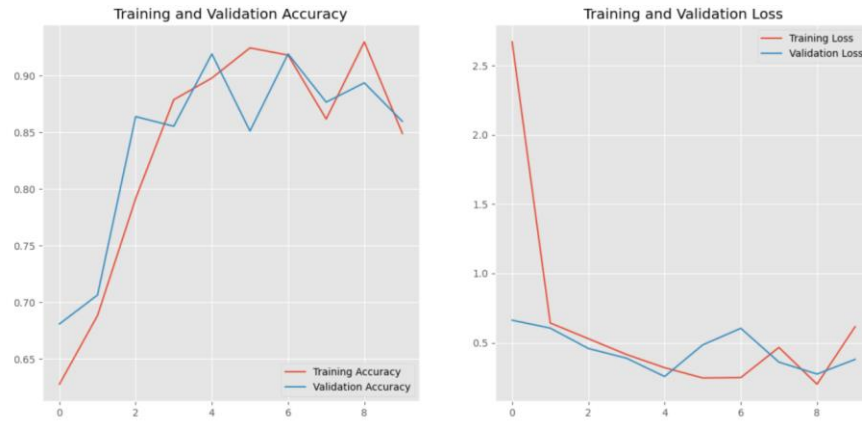 Training and Validation Accuracy
0.90
0.85
0.80
0.75
0.70
0.65
Training Accuracy
Validation Accuracy
0 2 4 6 8
Training and Validation Loss
Training Loss
Validation Loss
2.5
2.0
1.5
1.0
0.5
0 2 4 6 8